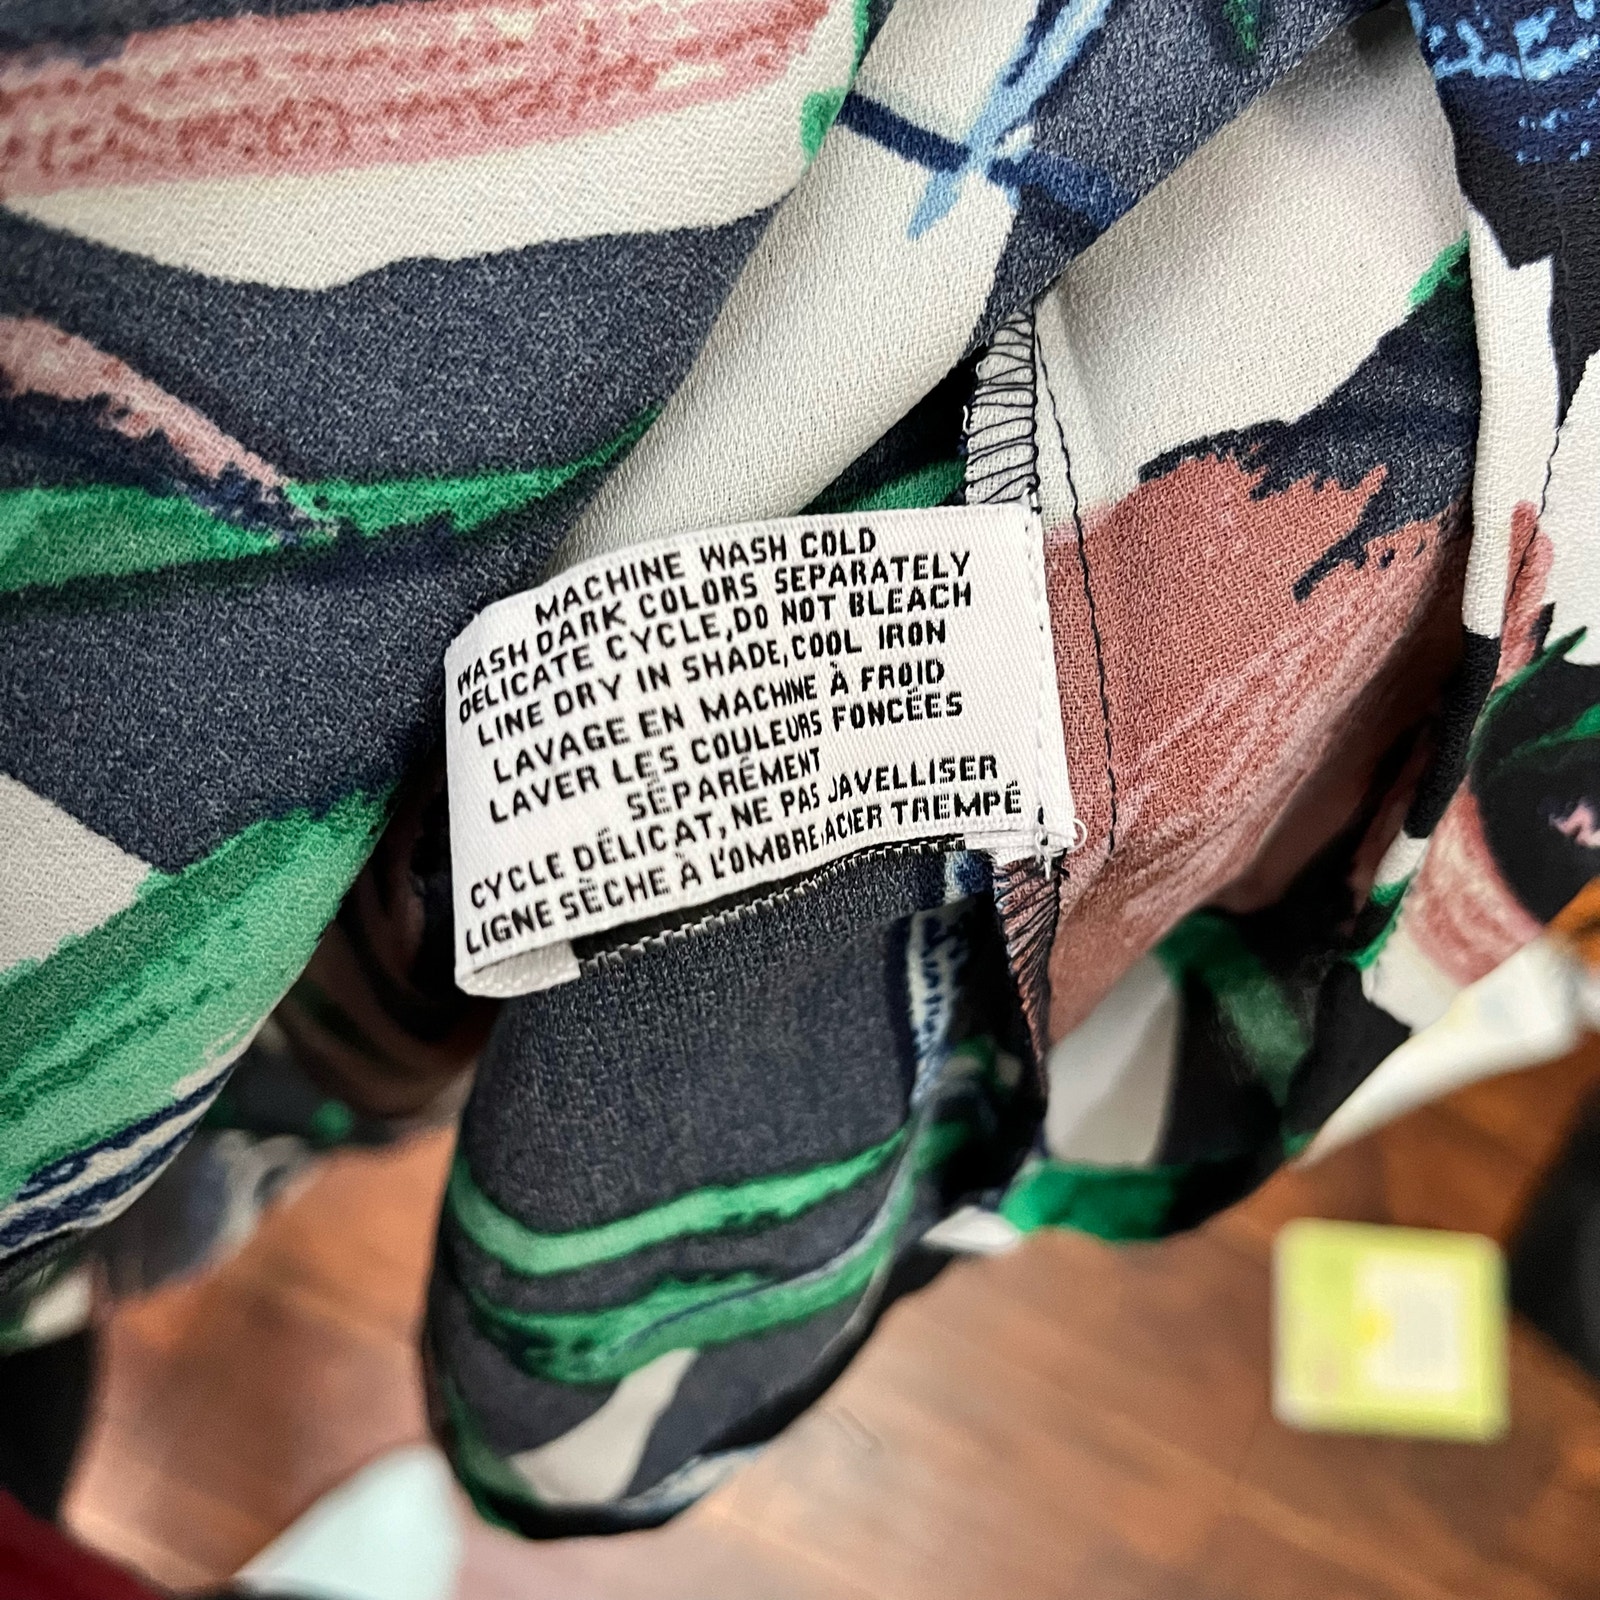 MACHINE WASH COLD
WASH DARK COLORS SEPARATELY
DELICATE CYCLE,DO NOT BLEACH
LINE DRY IN SHADE,COOL IRON
LAVAGE EN MACHINE À FROID
LAVER LES COULEURS FONCÉES
SÉPARÉMENT
CYCLE DÉLICAT, NE PAS JAVELLISER
LIGNE SÈCHE À L'OMBRE,ACIER TREMPÉ